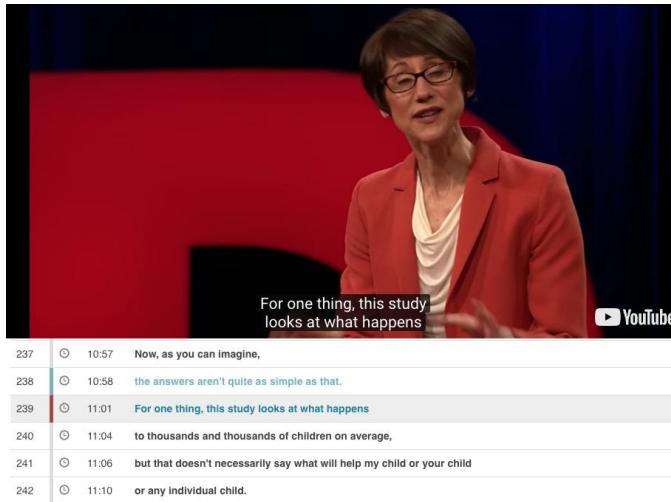 For one thing, this study
looks at what happens
YouTube
237 10:57 Now, as you can imagine,
238 10:58 the answers aren't quite as simple as that.
239 11:01 For one thing, this study looks at what happens
240 11:04 to thousands and thousands of children on average,
241 11:06 but that doesn't necessarily say what will help my child or your child
242 11:10 or any individual child.